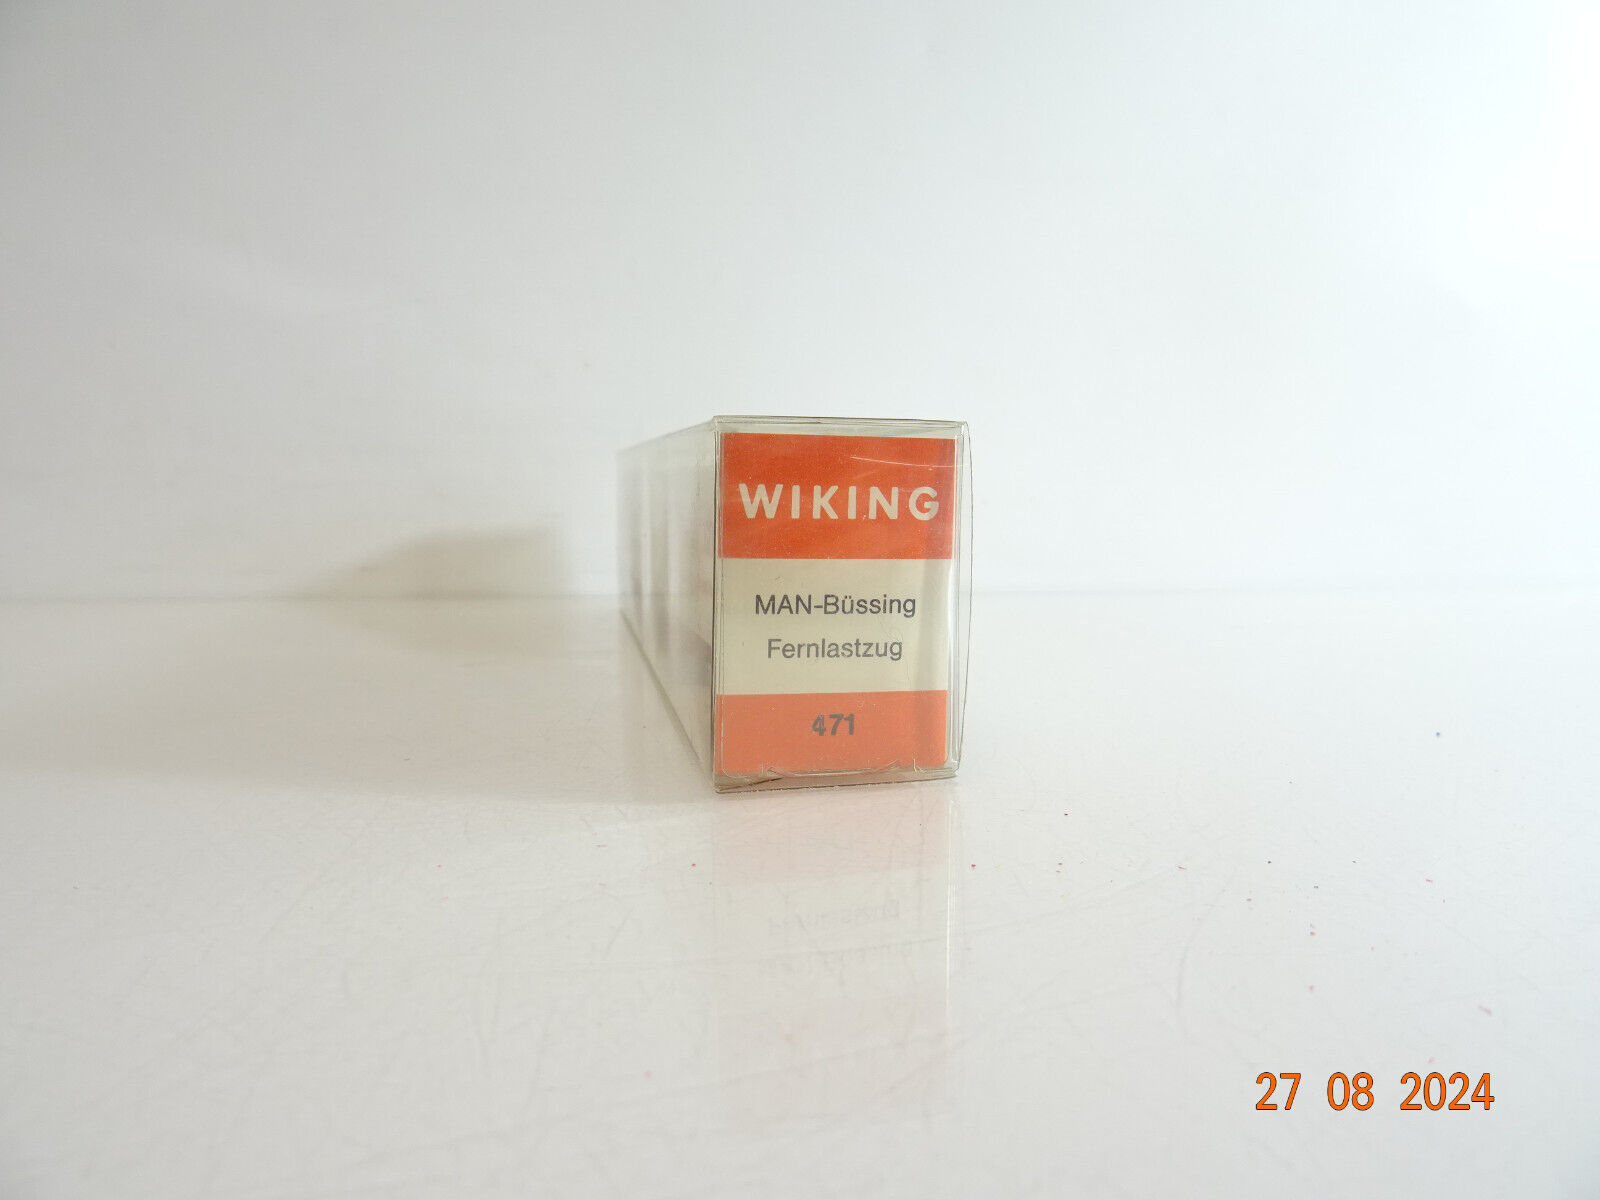 WIKING
MAN-Büssing
Fernlastzug
471
27 08 2024